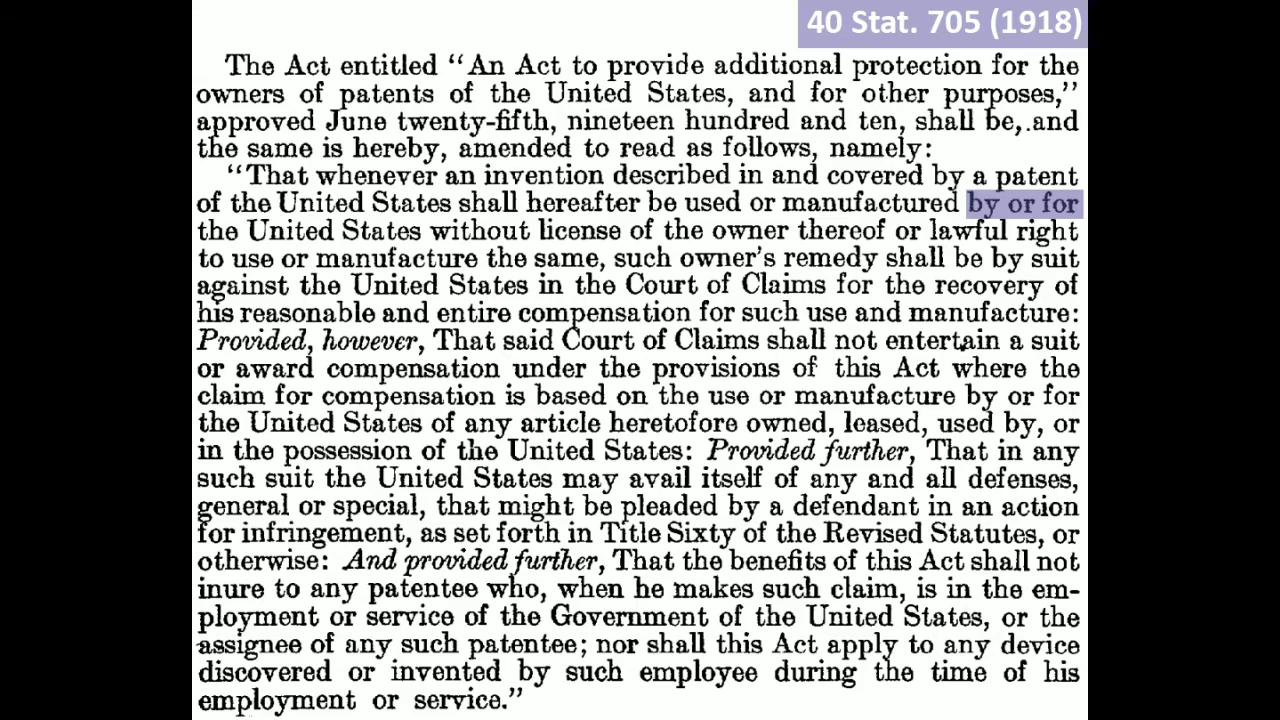 40 Stat. 705 (1918)
The Act entitled “An Act to provide additional protection for the
owners of patents of the United States, and for other purposes,”
approved June twenty-fifth, nineteen hundred and ten, shall be, and
the same is hereby, amended to read as follows, namely:
“That whenever an invention described in and covered by a patent
of the United States shall hereafter be used or manufactured by or for
the United States without license of the owner thereof or lawful right
to use or manufacture the same, such owner’s remedy shall be by suit
against the United States in the Court of Claims for the recovery of
his reasonable and entire compensation for such use and manufacture:
Provided, however, That said Court of Claims shall not entertain a suit
or award compensation under the provisions of this Act where the
claim for compensation is based on the use or manufacture by or for
the United States of any article heretofore owned, leased, used by, or
in the possession of the United States: Provided further, That in any
such suit the United States may avail itself of any and all defenses,
general or special, that might be pleaded by a defendant in an action
for infringement, as set forth in Title Sixty of the Revised Statutes, or
otherwise: And provided further, That the benefits of this Act shall not
inure to any patentee who, when he makes such claim, is in the em-
ployment or service of the Government of the United States, or the
assignee of any such patentee; nor shall this Act apply to any device
discovered or invented by such employee during the time of his
employment or service.”